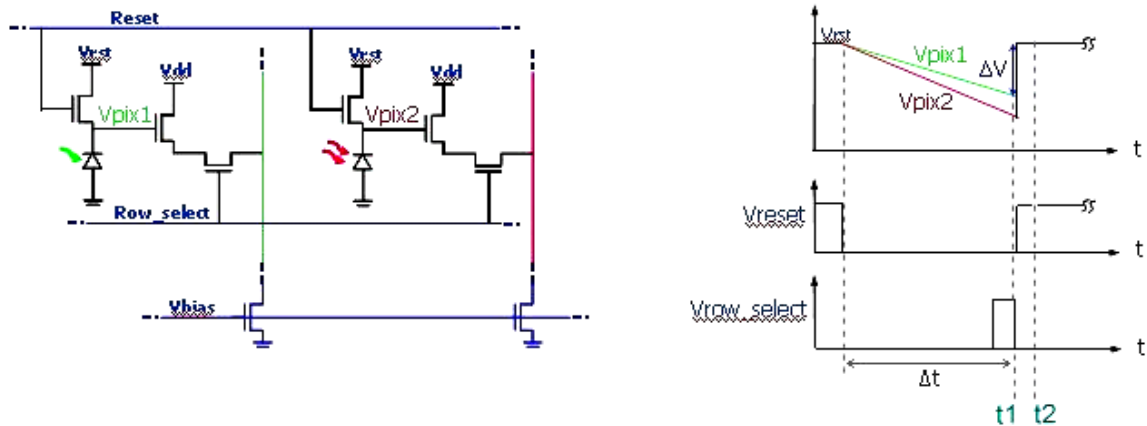 Reset
Vrst
Vdd
Vpix1
Vrst
Vdd
Vpix2
Row_select
Vbias
Vrst
Vpix1
ΔV
Vpix2
t
Vreset
t
Vrow_select
t
Δt
t1 t2